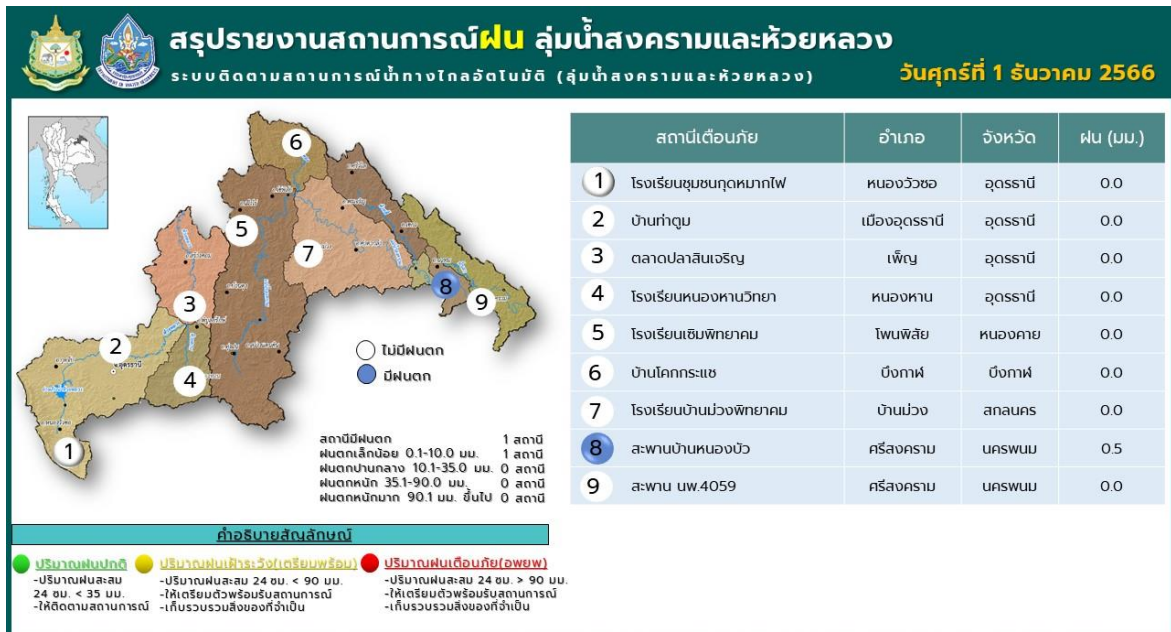 สรุปรายงานสถานการณ์ฝน ลุ่มน้ำสงครามและห้วยหลวง
ระบบติดตามสถานการณ์น้ำทางไกลอัตโนมัติ (ลุ่มน้ำสงครามและห้วยหลวง)
วันศุกร์ที่ 1 ธันวาคม 2566
6
5
7
8
9
3
2
อุดรธานี
4
1
ไม่มีฝนตก
มีฝนตก
สถานีมีฝนตก 1 สถานี
ฝนตกเล็กน้อย 0.1-10.0 มม. 1 สถานี
ฝนตกปานกลาง 10.1-35.0 มม. 0 สถานี
ฝนตกหนัก 35.1-90.0 มม. 0 สถานี
ฝนตกหนักมาก 90.1 มม. ขึ้นไป 0 สถานี
สถานีเตือนภัย อำเภอ จังหวัด ฝน (มม.)
1 โรงเรียนชุมชนกุดหมากไฟ หนองวัวซอ อุดรธานี 0.0
2 บ้านท่าตูม เมืองอุดรธานี อุดรธานี 0.0
3 ตลาดปลาสินเจริญ เพ็ญ อุดรธานี 0.0
4 โรงเรียนหนองหานวิทยา หนองหาน อุดรธานี 0.0
5 โรงเรียนเซิมพิทยาคม โพนพิสัย หนองคาย 0.0
6 บ้านโคกกระแซ บึงกาฬ บึงกาฬ 0.0
7 โรงเรียนบ้านม่วงพิทยาคม บ้านม่วง สกลนคร 0.0
8 สะพานบ้านหนองบัว ศรีสงคราม นครพนม 0.5
9 สะพาน นพ.4059 ศรีสงคราม นครพนม 0.0
คำอธิบายสัญลักษณ์
ปริมาณฝนปกติ
-ปริมาณฝนสะสม
24 ชม. < 35 มม.
-ให้ติดตามสถานการณ์
ปริมาณฝนเฝ้าระวัง(เตรียมพร้อม)
-ปริมาณฝนสะสม 24 ชม. < 90 มม.
-ให้เตรียมตัวพร้อมรับสถานการณ์
-เก็บรวบรวมสิ่งของที่จำเป็น
ปริมาณฝนเตือนภัย(อพยพ)
-ปริมาณฝนสะสม 24 ชม. > 90 มม.
-ให้เตรียมตัวพร้อมรับสถานการณ์
-เก็บรวบรวมสิ่งของที่จำเป็น